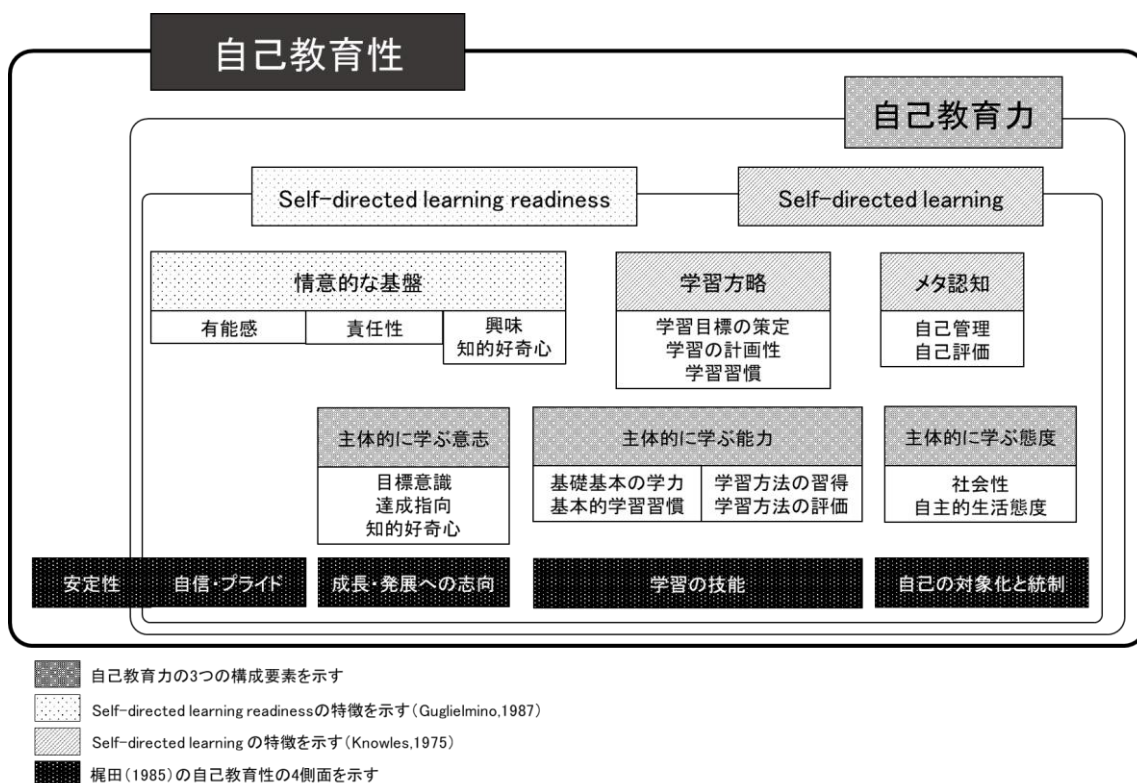 自己教育性
自己教育力
Self-directed learning readiness
Self-directed learning
情意的な基盤
有能感
責任性
興味
知的好奇心
学習方略
学習目標の策定
学習の計画性
学習習慣
メタ認知
自己管理
自己評価
主体的に学ぶ意志
目標意識
達成指向
知的好奇心
主体的に学ぶ能力
基礎基本の学力
基本的学習習慣
学習方法の習得
学習方法の評価
主体的に学ぶ態度
社会性
自主的生活態度
安定性
自信・プライド
成長・発展への志向
学習の技能
自己の対象化と統制
自己教育力の3つの構成要素を示す
Self-directed learning readinessの特徴を示す(Guglielmino,1987)
Self-directed learning の特徴を示す(Knowles,1975)
梶田(1985)の自己教育性の4側面を示す